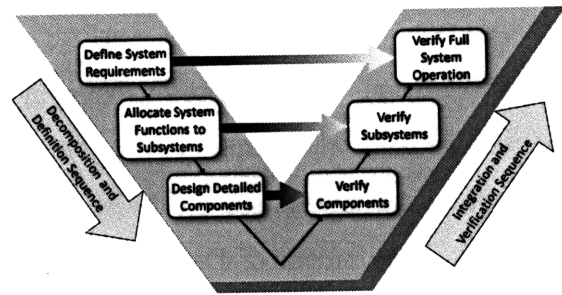 Define System
Requirements
Verify Full
System
Operation
Allocate System
Functions to
Subsystems
Verify
Subsystems
Design Detailed
Components
Verify
Components
Decomposition and
Definition Sequence
Integration and
Verification Sequence